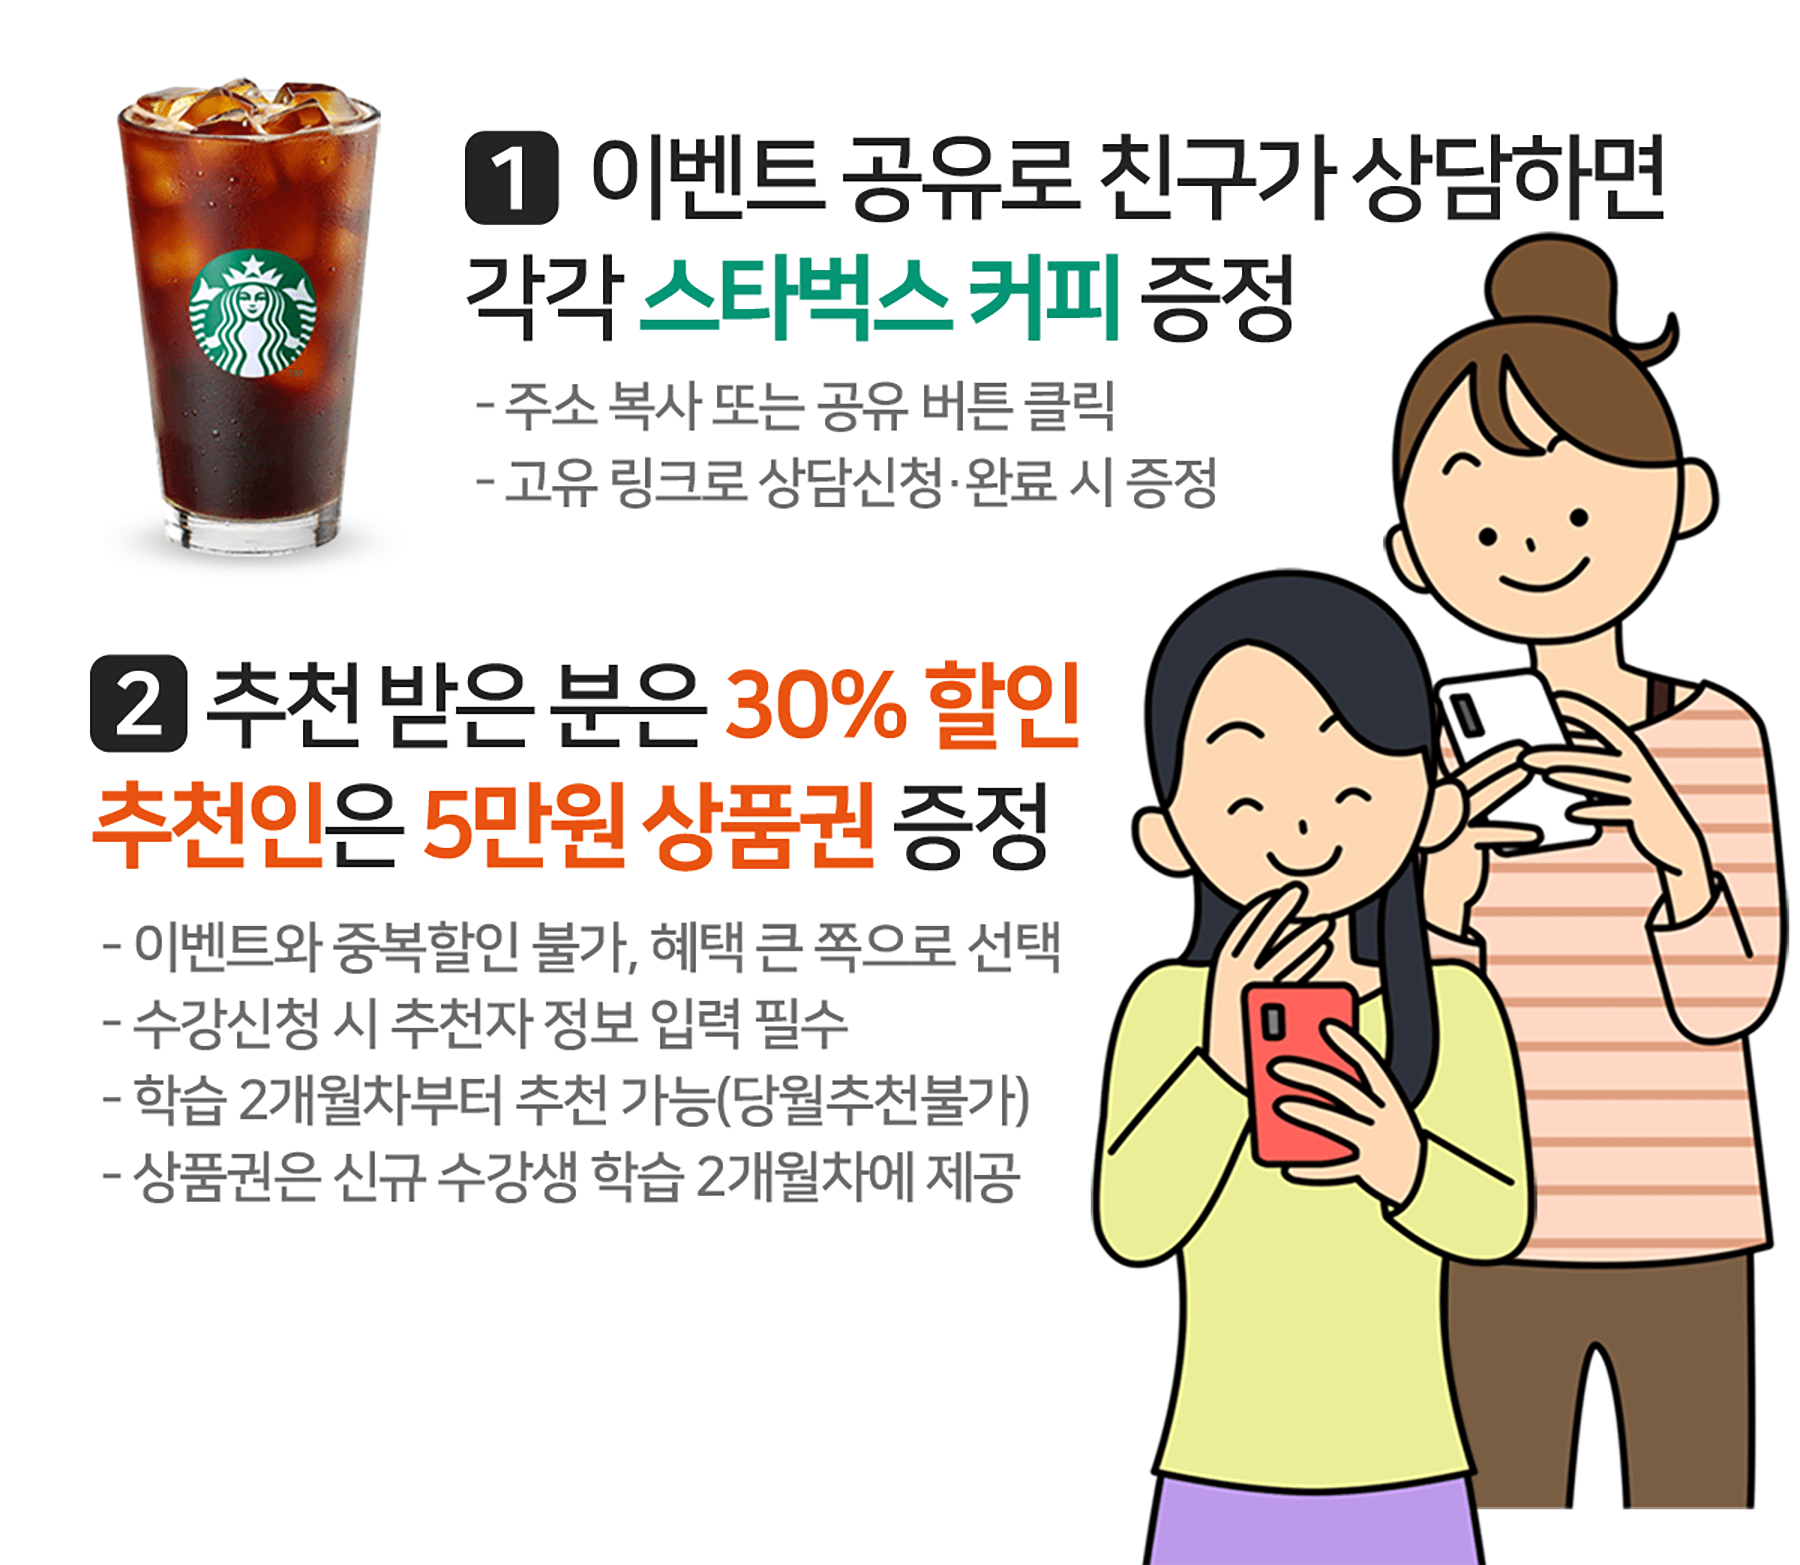 1 이벤트 공유로 친구가 상담하면
각각 스타벅스 커피 증정
- 주소 복사 또는 공유 버튼 클릭
- 고유 링크로 상담신청·완료 시 증정
2 추천 받은 분은 30% 할인
추천인은 5만원 상품권 증정
- 이벤트와 중복할인 불가, 혜택 큰 쪽으로 선택
- 수강신청 시 추천자 정보 입력 필수
- 학습 2개월차부터 추천 가능(당월추천불가)
- 상품권은 신규 수강생 학습 2개월차에 제공